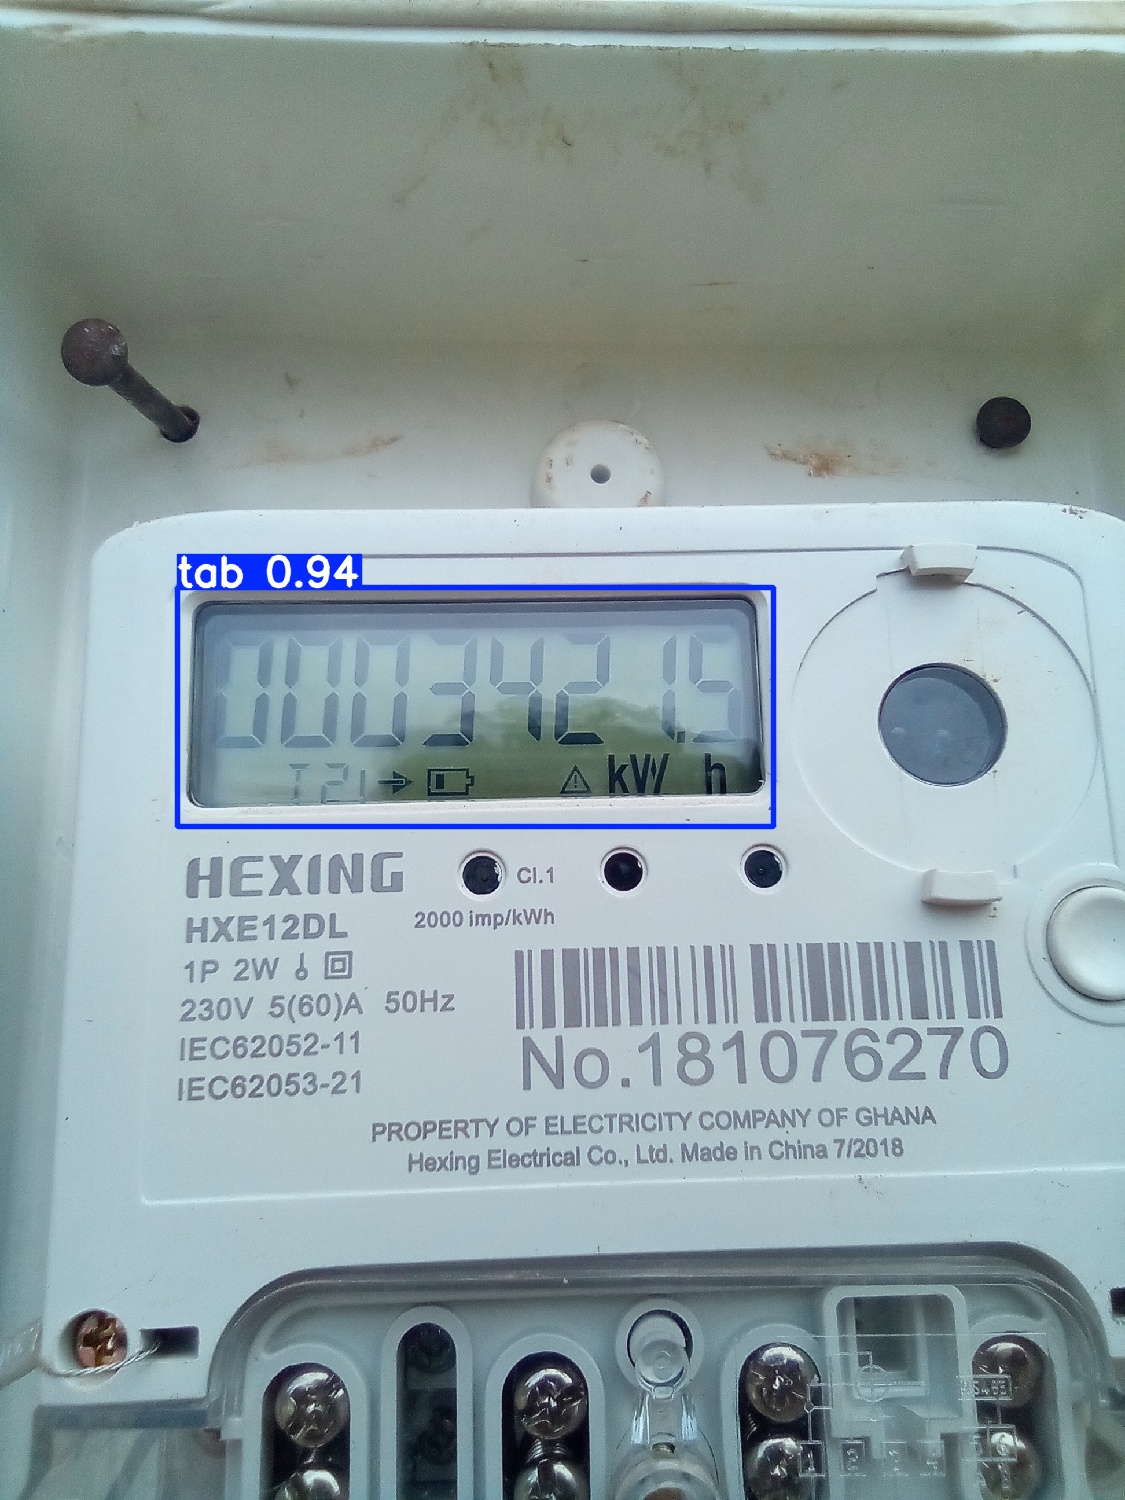 tab 0.94
0003421.5
T21
kW h
HEXING
Cl.1
HXE12DL
2000 imp/kWh
1P 2W
230V 5(60)A 50Hz
IEC62052-11
IEC62053-21
No.181076270
PROPERTY OF ELECTRICITY COMPANY OF GHANA
Hexing Electrical Co., Ltd. Made in China 7/2018